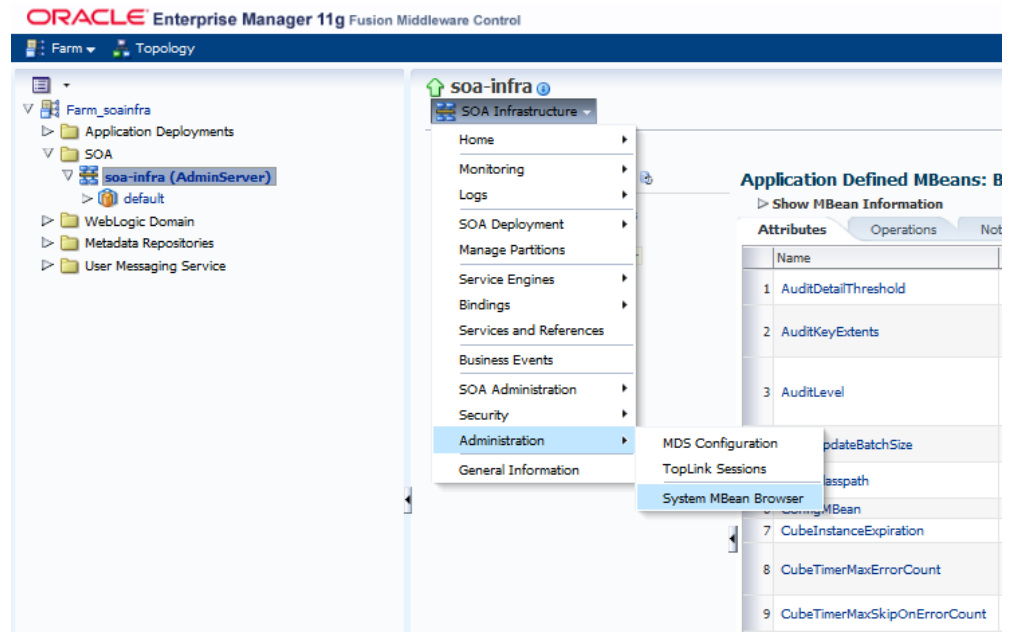 ORACLE Enterprise Manager 11g Fusion Middleware Control
Farm Topology
Farm_soainfra
Application Deployments
SOA
soa-infra (AdminServer)
default
WebLogic Domain
Metadata Repositories
User Messaging Service
soa-infra
SOA Infrastructure
Home
Monitoring
Logs
SOA Deployment
Manage Partitions
Service Engines
Bindings
Services and References
Business Events
SOA Administration
Security
Administration
General Information
MDS Configuration
TopLink Sessions
System MBean Browser
Application Defined MBeans: B
Show MBean Information
Attributes Operations Not
Name
1 AuditDetailThreshold
2 AuditKeyExtents
3 AuditLevel
pdateBatchSize
lasspath
7 CubeInstanceExpiration
8 CubeTimerMaxErrorCount
9 CubeTimerMaxSkipOnErrorCount